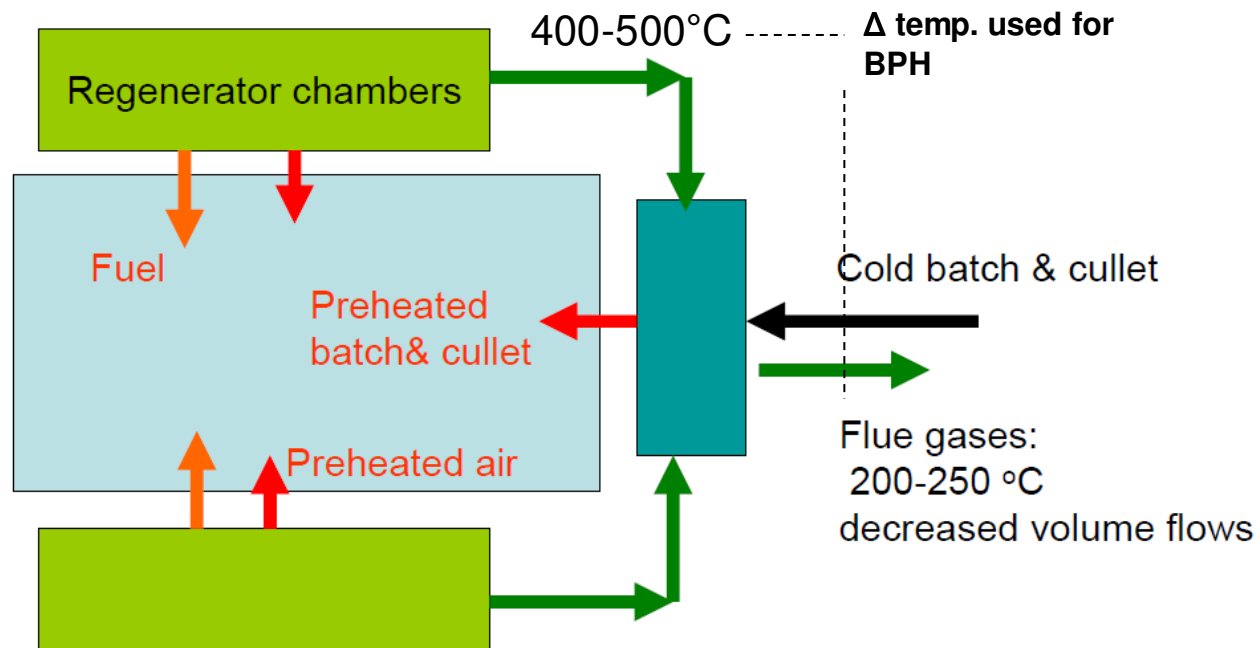 400-500°C
Δ temp. used for
BPH
Regenerator chambers
Fuel
Cold batch & cullet
Preheated
batch& cullet
Preheated air
Flue gases:
200-250 ºC
decreased volume flows